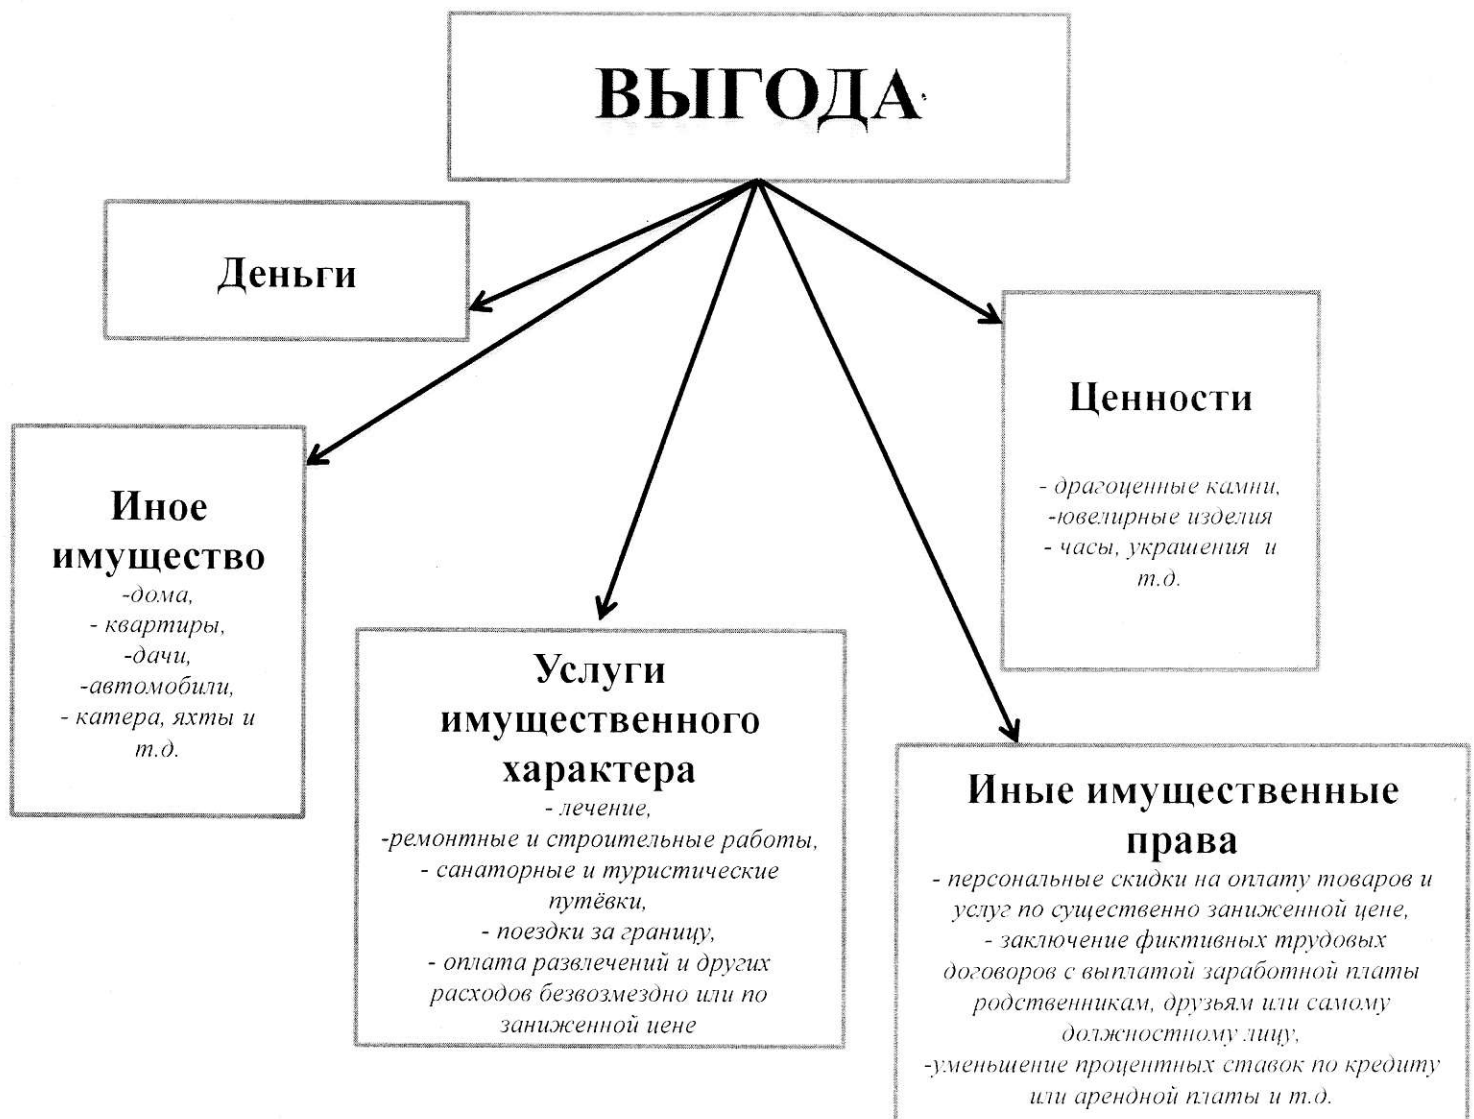 ВЫГОДА
Деньги
Ценности
- драгоценные камни,
-ювелирные изделия
- часы, украшения и
т.д.
Иное
имущество
-дома,
- квартиры,
-дачи,
-автомобили,
- катера, яхты и
т.д.
Услуги
имущественного
характера
- лечение,
-ремонтные и строительные работы,
- санаторные и туристические
путёвки,
- поездки за границу,
- оплата развлечений и других
расходов безвозмездно или по
заниженной цене
Иные имущественные
права
- персональные скидки на оплату товаров и
услуг по существенно заниженной цене,
- заключение фиктивных трудовых
договоров с выплатой заработной платы
родственникам, друзьям или самому
должностному лицу,
-уменьшение процентных ставок по кредиту
или арендной платы и т.д.